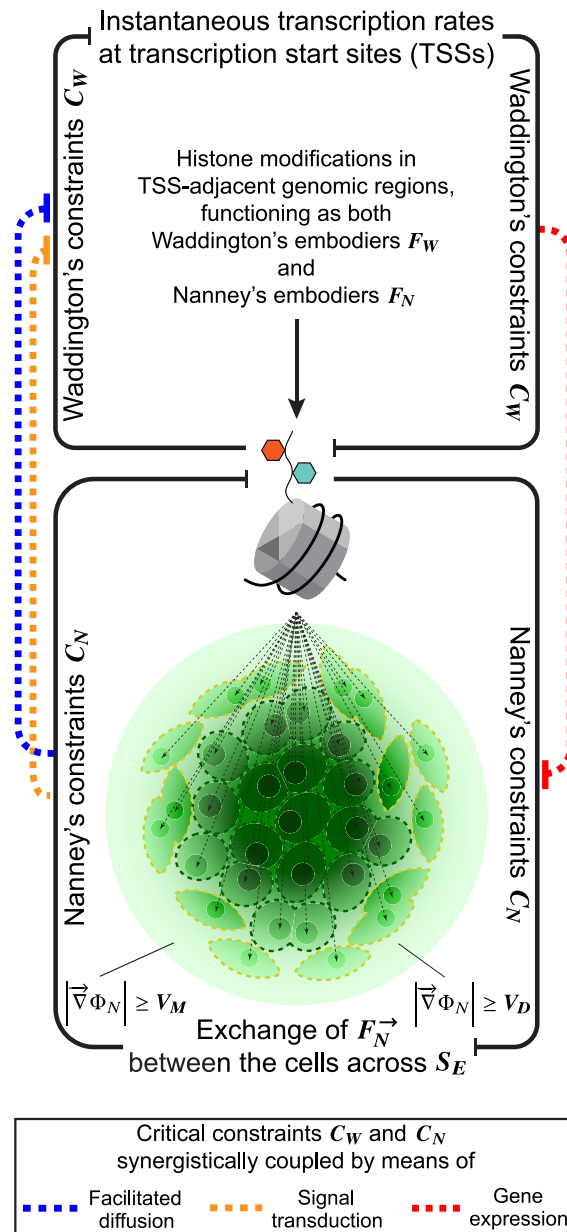 Instantaneous transcription rates
at transcription start sites (TSSs)
Waddington's constraints C_W
Waddington's constraints C_W
Histone modifications in
TSS-adjacent genomic regions,
functioning as both
Waddington's embodiers F_W
and
Nanney's embodiers F_N
Nanney's constraints C_N
Nanney's constraints C_N
|∇⃗Φ_N| ≥ V_M
|∇⃗Φ_N| ≥ V_D
Exchange of F_N^→
between the cells across S_E
Critical constraints C_W and C_N
synergistically coupled by means of
Facilitated
diffusion
Signal
transduction
Gene
expression